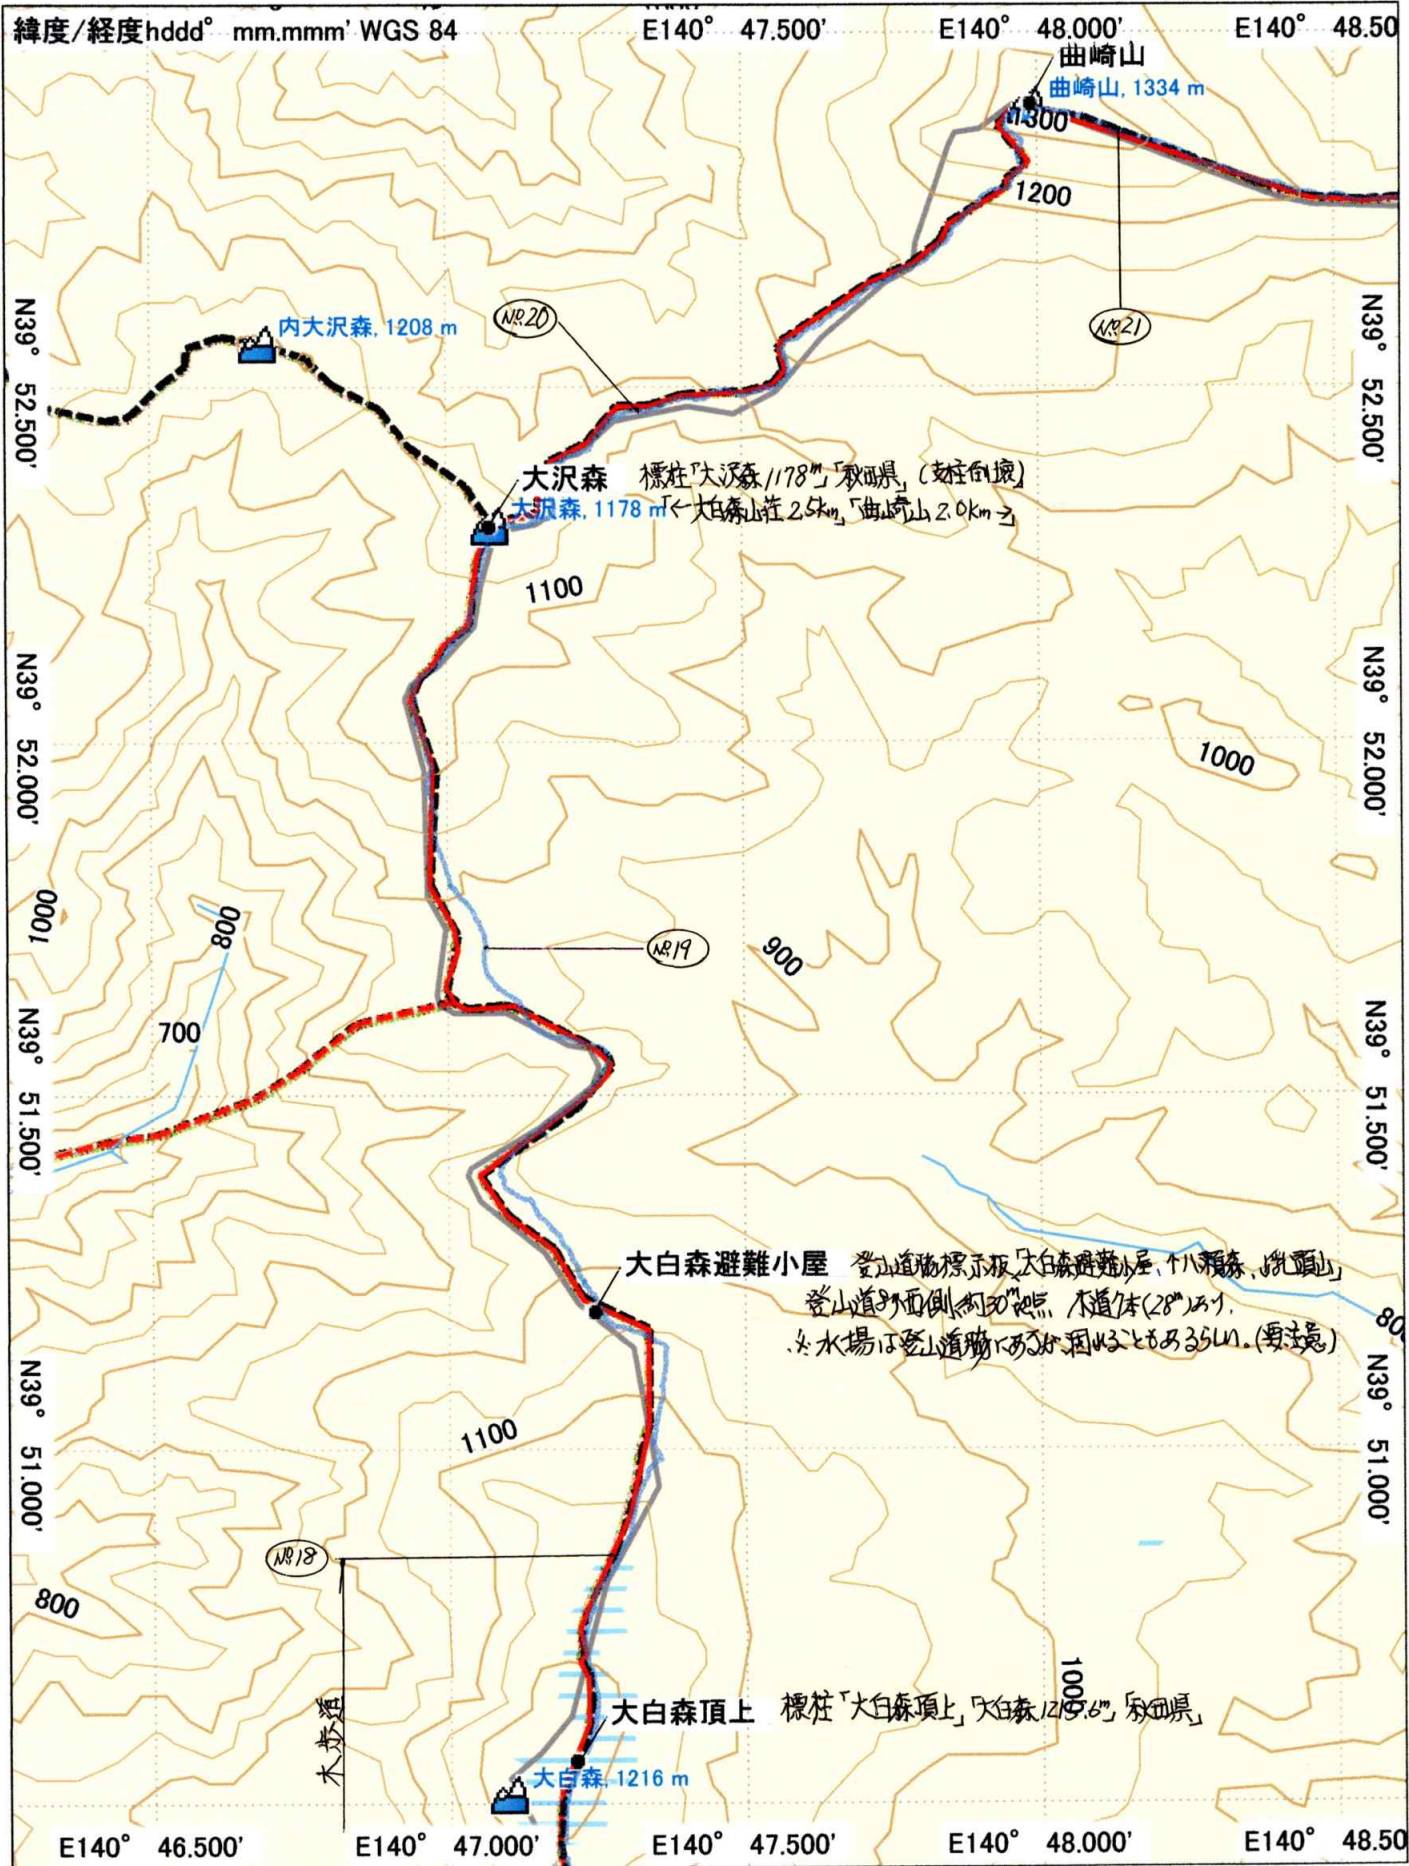 緯度/経度hddd° mm.mmm' WGS 84
E140° 47.500'
E140° 48.000'
E140° 48.50
曲崎山
曲崎山, 1334 m
1300
1200
N39° 52.500'
内大沢森, 1208 m
№20
№21
N39° 52.500'
大沢森 標柱「大沢森1178m」「秋田県」(支柱倒壊)
大沢森, 1178 m 「←大白森山荘2.5km」「曲崎山2.0km→」
1100
N39° 52.000'
N39° 52.000'
1000
1000
800
№19
900
700
N39° 51.500'
N39° 51.500'
大白森避難小屋 登山道脇標示板「大白森避難小屋、十八瀬森、乳頭山」
登山道より西側約30m地点 木道7本(28m)あり.
※水場は登山道脇にあるが、涸れることもあるらしい。(要注意)
800
N39° 51.000'
N39° 51.000'
1100
№18
800
木歩道
1000
大白森頂上 標柱「大白森頂上」「大白森1215.6m」「秋田県」
大白森, 1216 m
E140° 46.500'
E140° 47.000'
E140° 47.500'
E140° 48.000'
E140° 48.50